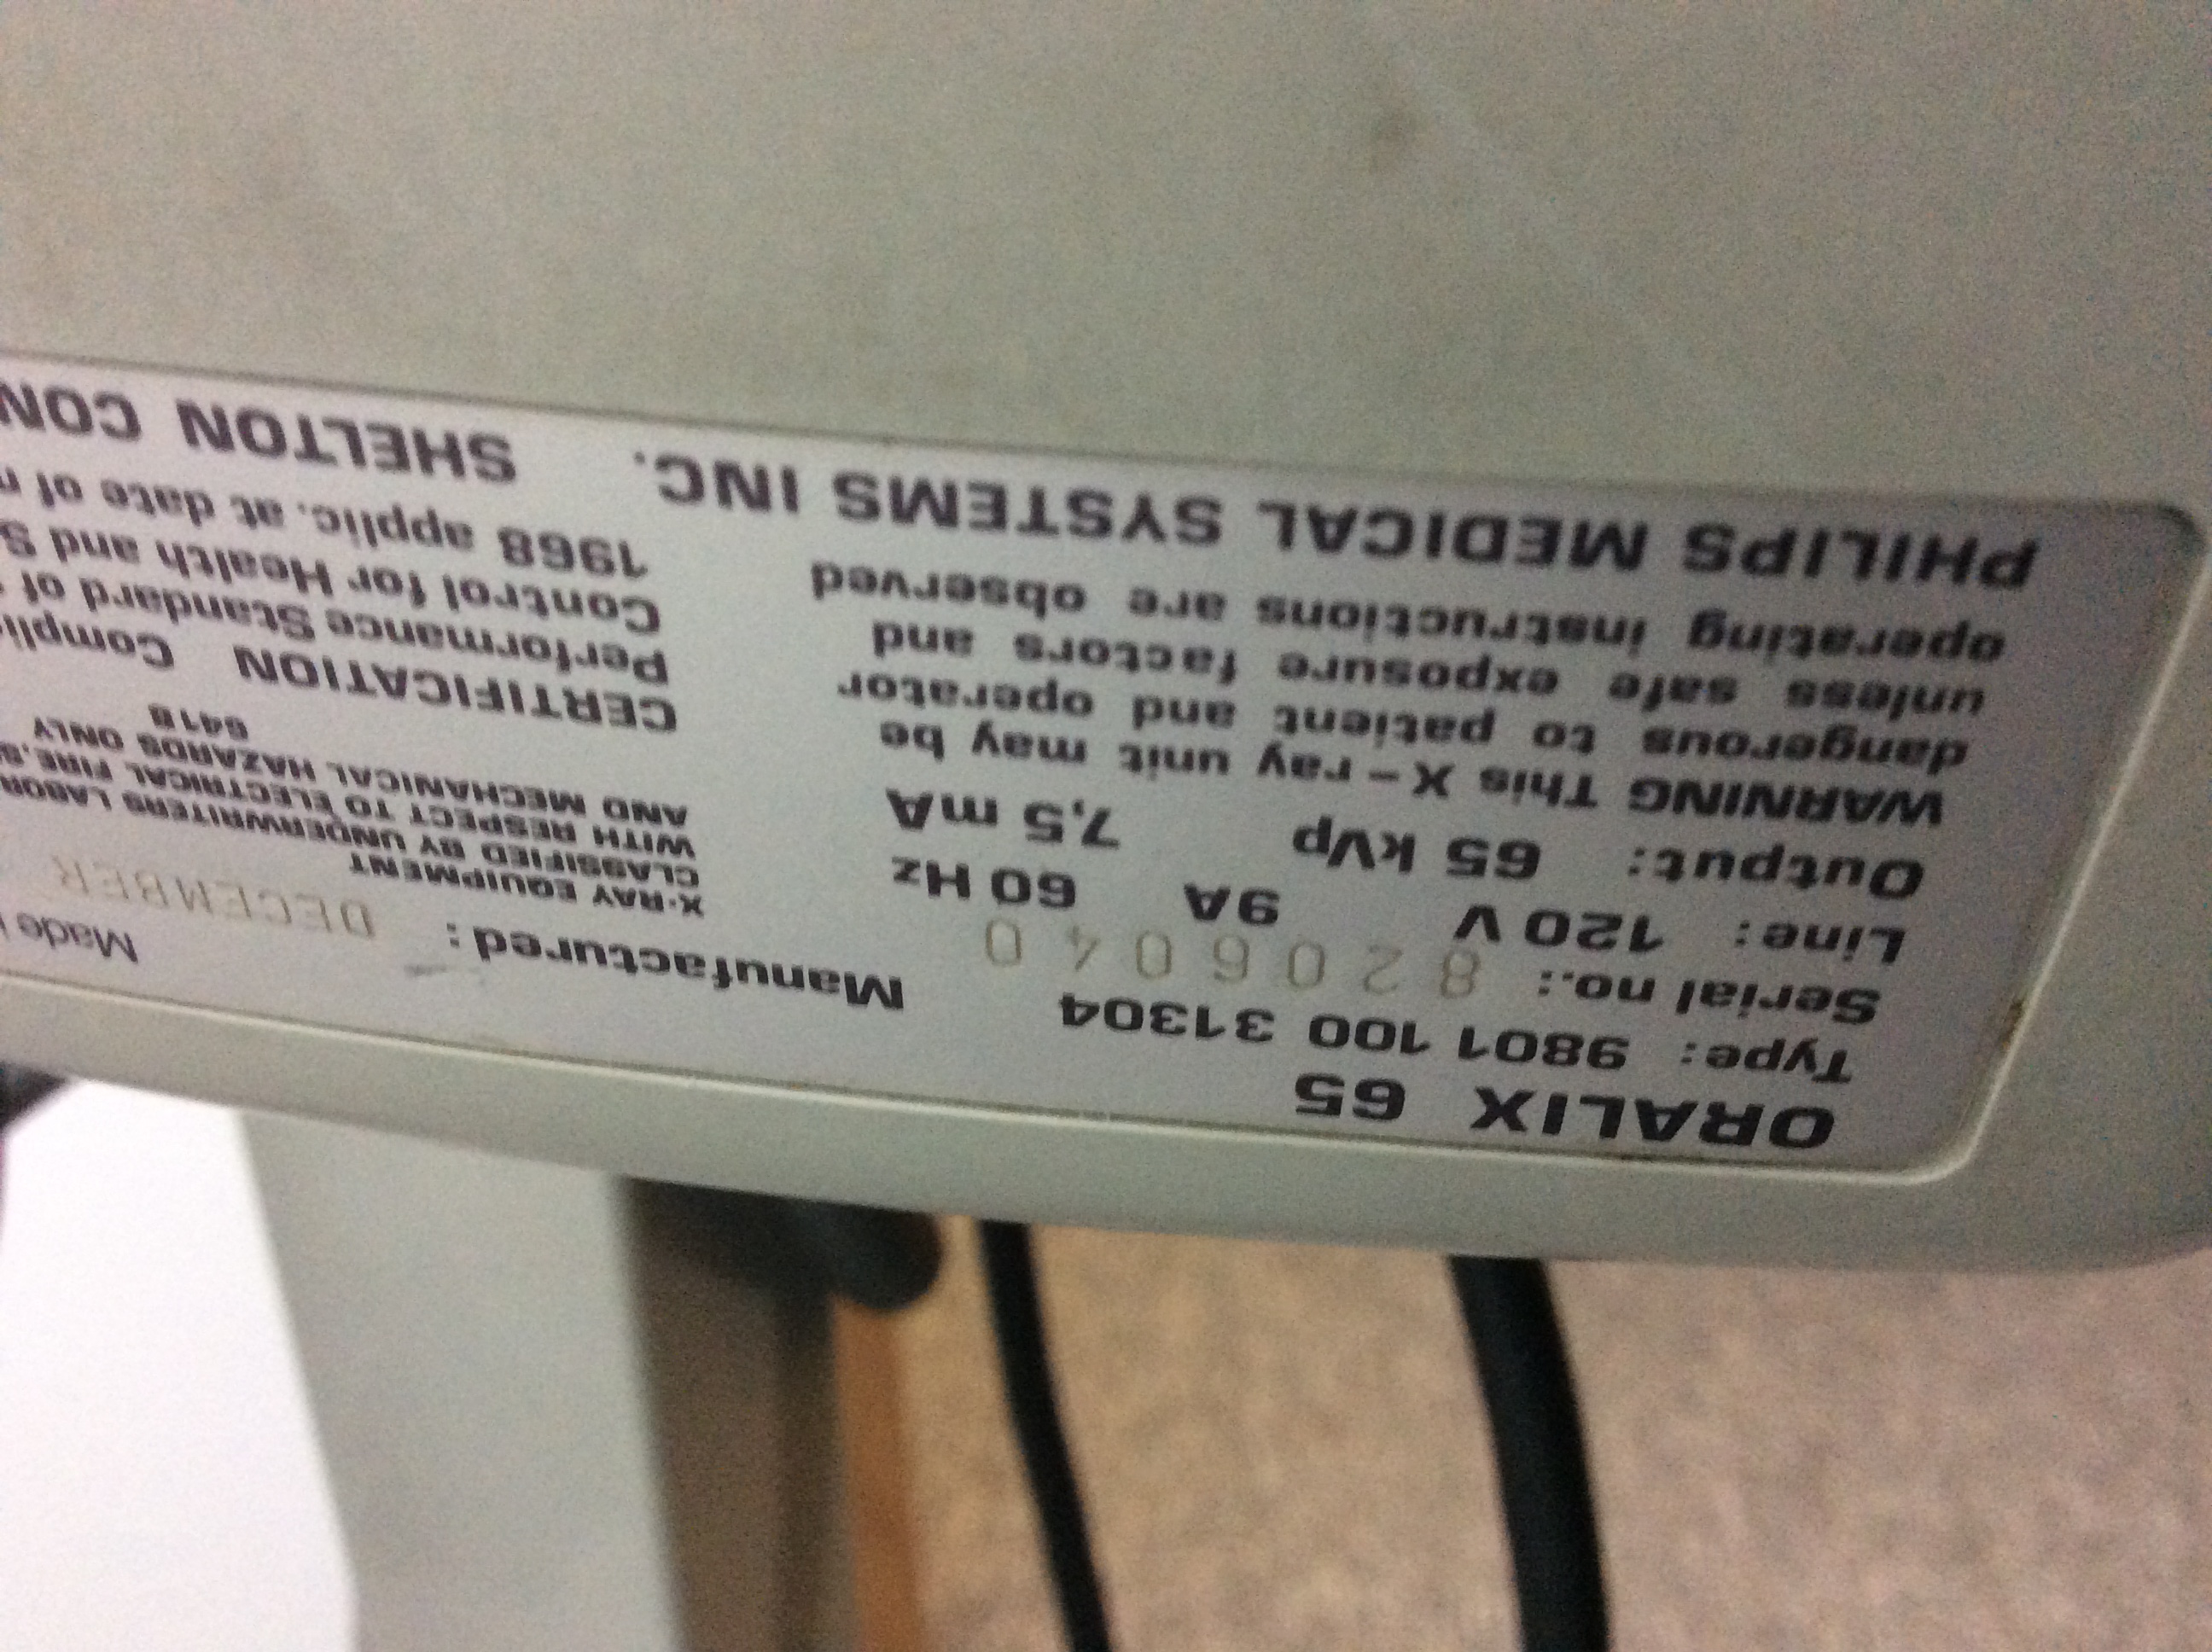 ORALIX 65
Type: 9801 100 31304
Serial no.: 8206040
Line: 120 V 9A 60 Hz
Output: 65 kVp 7,5 mA
WARNING This X-ray unit may be
dangerous to patient and operator
unless safe exposure factors and
operating instructions are observed
PHILIPS MEDICAL SYSTEMS INC. SHELTON CON
Made
Manufactured: DECEMBER
X-RAY EQUIPMENT
CLASSIFIED BY UNDERWRITERS LABOR
WITH RESPECT TO ELECTRICAL FIRE, S
AND MECHANICAL HAZARDS ONLY
641B
CERTIFICATION Compli
Performance Standard of
Control for Health and S
1968 applic. at date of